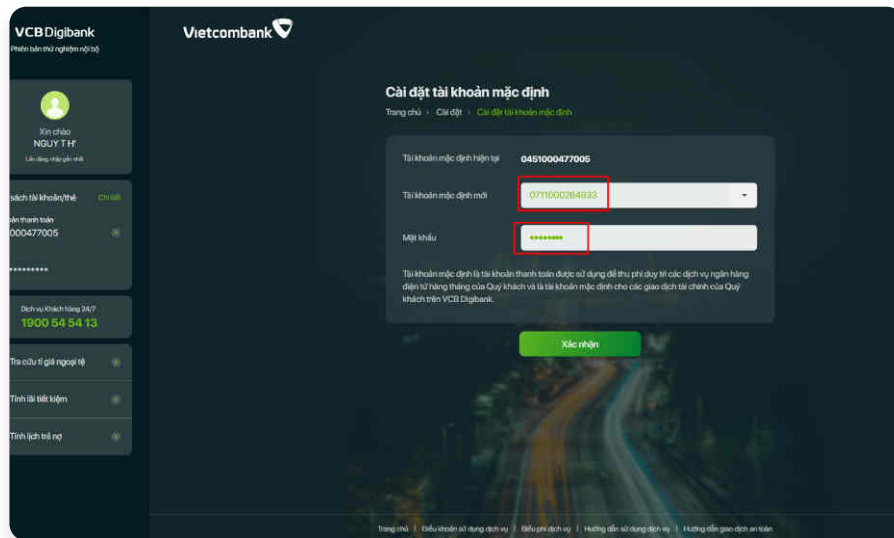 VCB Digibank
Phiên bản thử nghiệm nội bộ
Xin chào
NGUY T H'
Lần đăng nhập gần nhất
sách tài khoản/thẻ Chi tiết
oản thanh toán
000477005
*********
Dịch vụ Khách hàng 24/7
1900 54 54 13
Tra cứu tỉ giá ngoại tệ
Tính lãi tiết kiệm
Tính lịch trả nợ
Vietcombank
Cài đặt tài khoản mặc định
Trang chủ > Cài đặt > Cài đặt tài khoản mặc định
Tài khoản mặc định hiện tại 0451000477005
Tài khoản mặc định mới 0711000264933
Mật khẩu ********
Tài khoản mặc định là tài khoản thanh toán được sử dụng để thu phí duy trì các dịch vụ ngân hàng
điện tử hàng tháng của Quý khách và là tài khoản mặc định cho các giao dịch tài chính của Quý
khách trên VCB Digibank.
Xác nhận
Trang chủ | Điều khoản sử dụng dịch vụ | Biểu phí dịch vụ | Hướng dẫn sử dụng dịch vụ | Hướng dẫn giao dịch an toàn